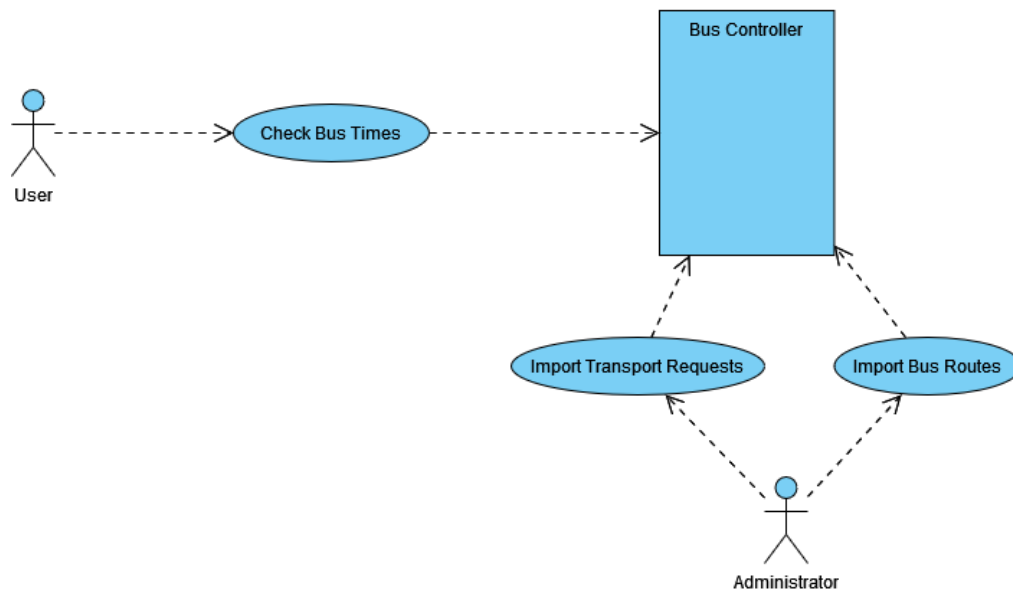 Bus Controller
Check Bus Times
User
Import Transport Requests
Import Bus Routes
Administrator